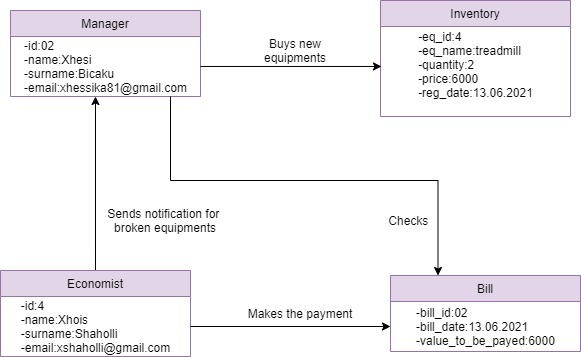 Manager
-id:02
-name:Xhesi
-surname:Bicaku
-email:xhessika81@gmail.com
Buys new
equipments
Inventory
-eq_id:4
-eq_name:treadmill
-quantity:2
-price:6000
-reg_date:13.06.2021
Sends notification for
broken equipments
Checks
Economist
-id:4
-name:Xhois
-surname:Shaholli
-email:xshaholli@gmail.com
Makes the payment
Bill
-bill_id:02
-bill_date:13.06.2021
-value_to_be_payed:6000